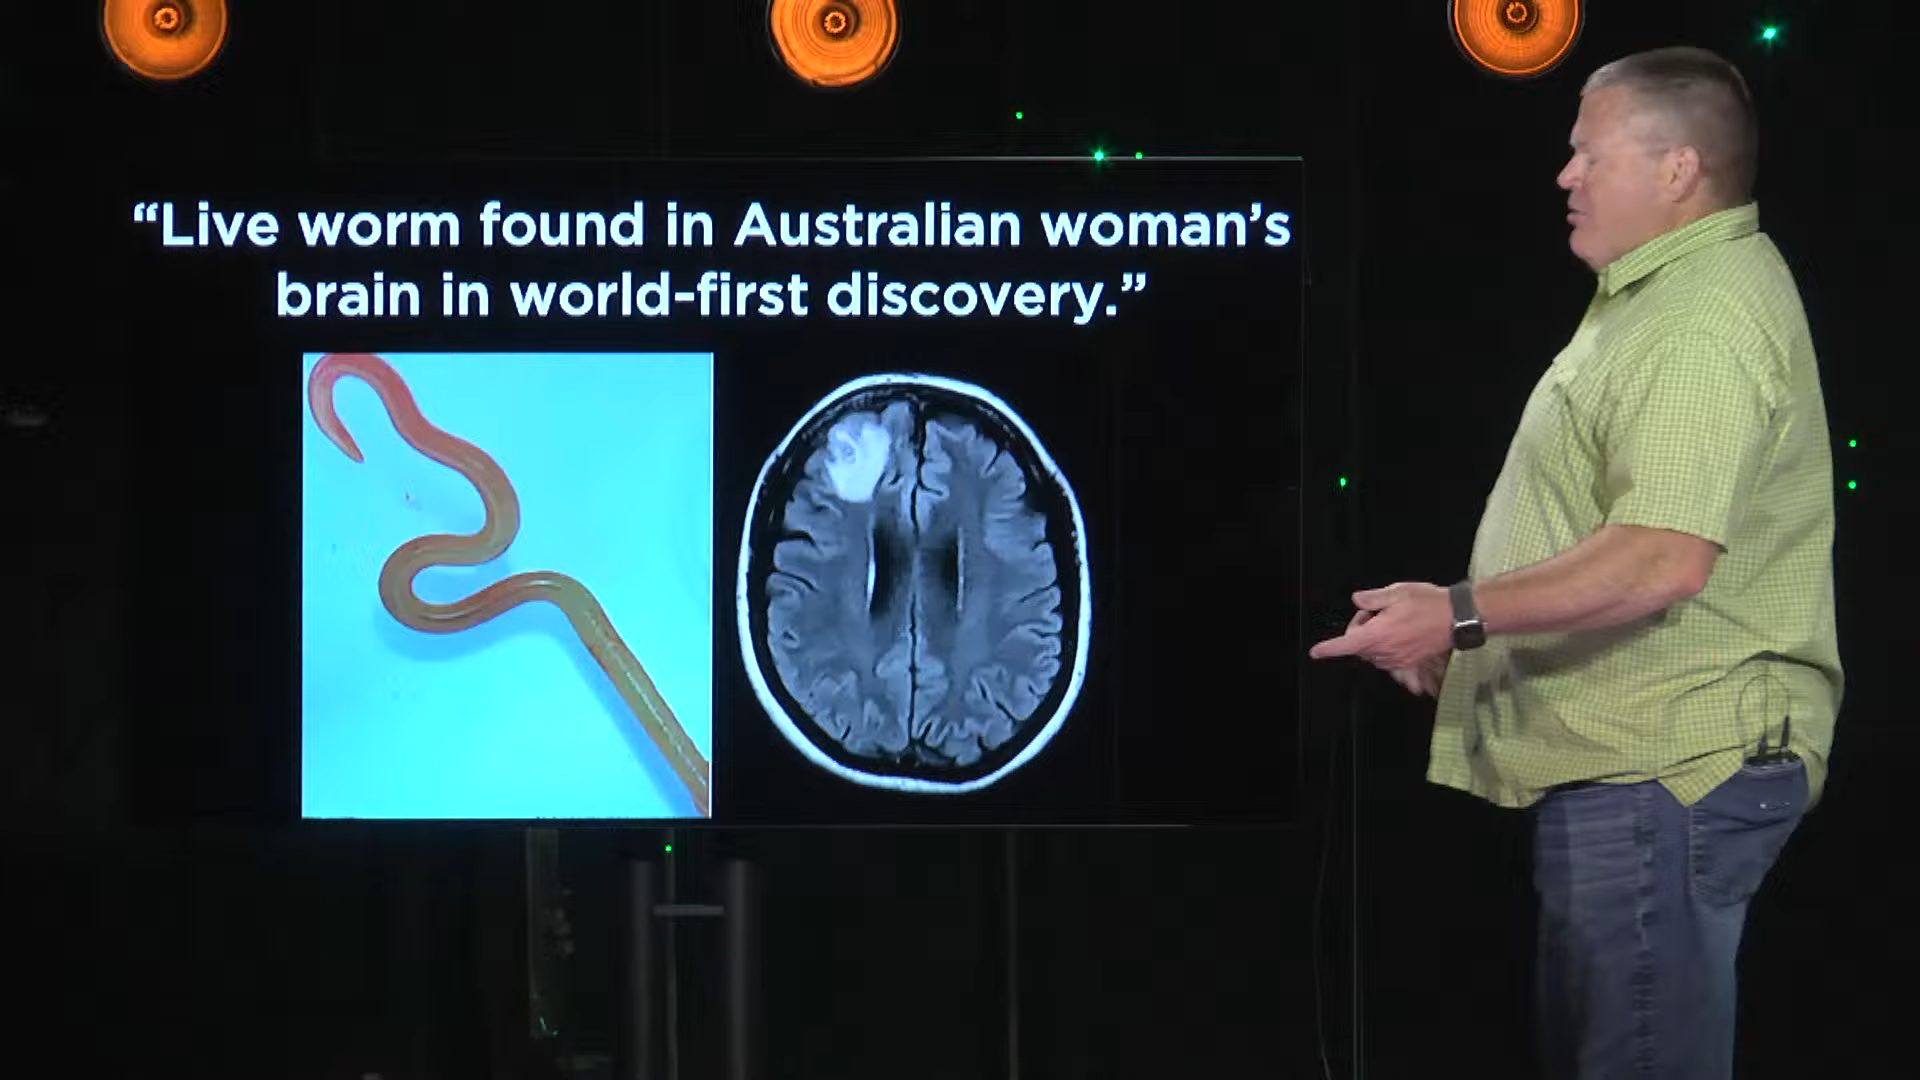 “Live worm found in Australian woman’s
brain in world-first discovery.”